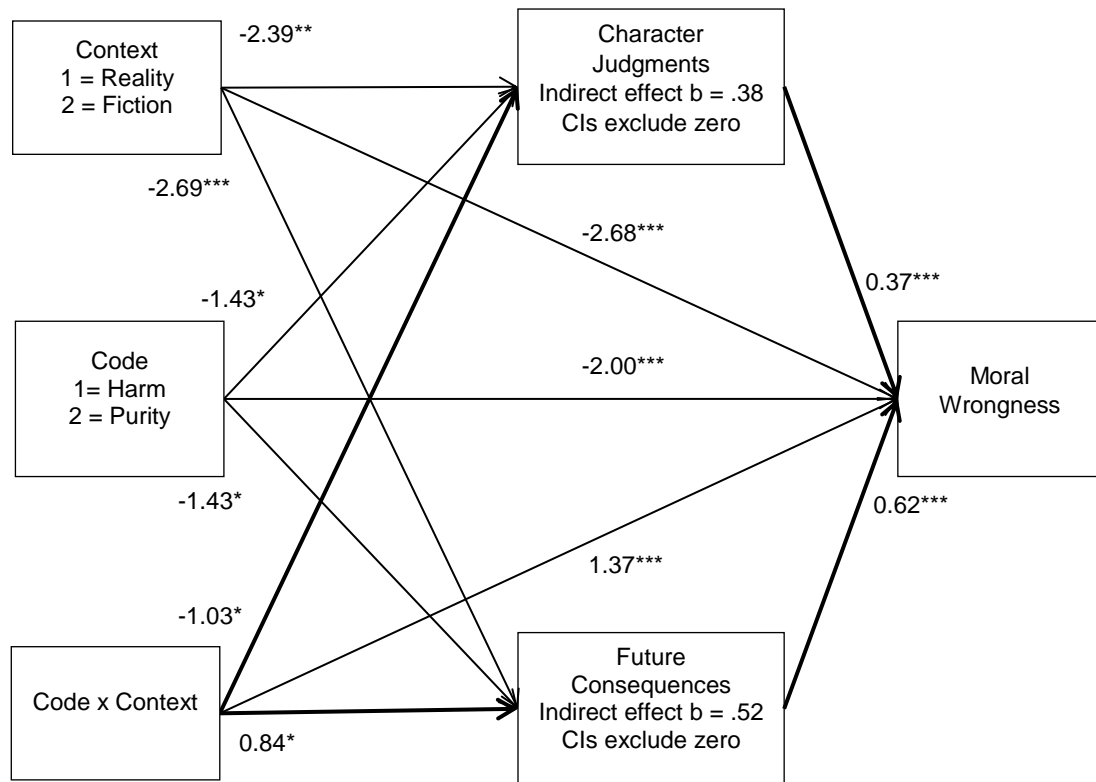 Context
1 = Reality
2 = Fiction
-2.39**
Character
Judgments
Indirect effect b = .38
CIs exclude zero
-2.69***
-2.68***
-1.43*
0.37***
Code
1= Harm
2 = Purity
-2.00***
Moral
Wrongness
-1.43*
0.62***
1.37***
-1.03*
Code x Context
0.84*
Future
Consequences
Indirect effect b = .52
CIs exclude zero